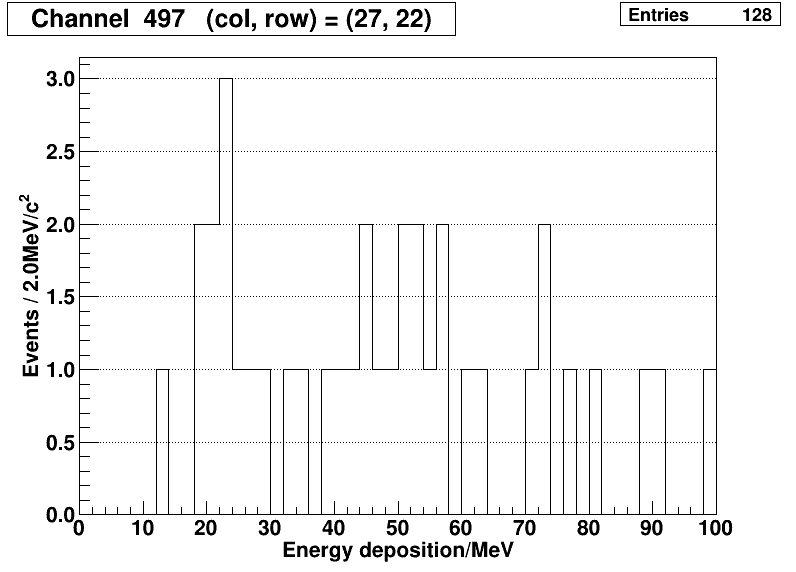 Channel 497 (col, row) = (27, 22)
Entries 128
Events / 2.0MeV/c²
3.0
2.5
2.0
1.5
1.0
0.5
0.0
0 10 20 30 40 50 60 70 80 90 100
Energy deposition/MeV